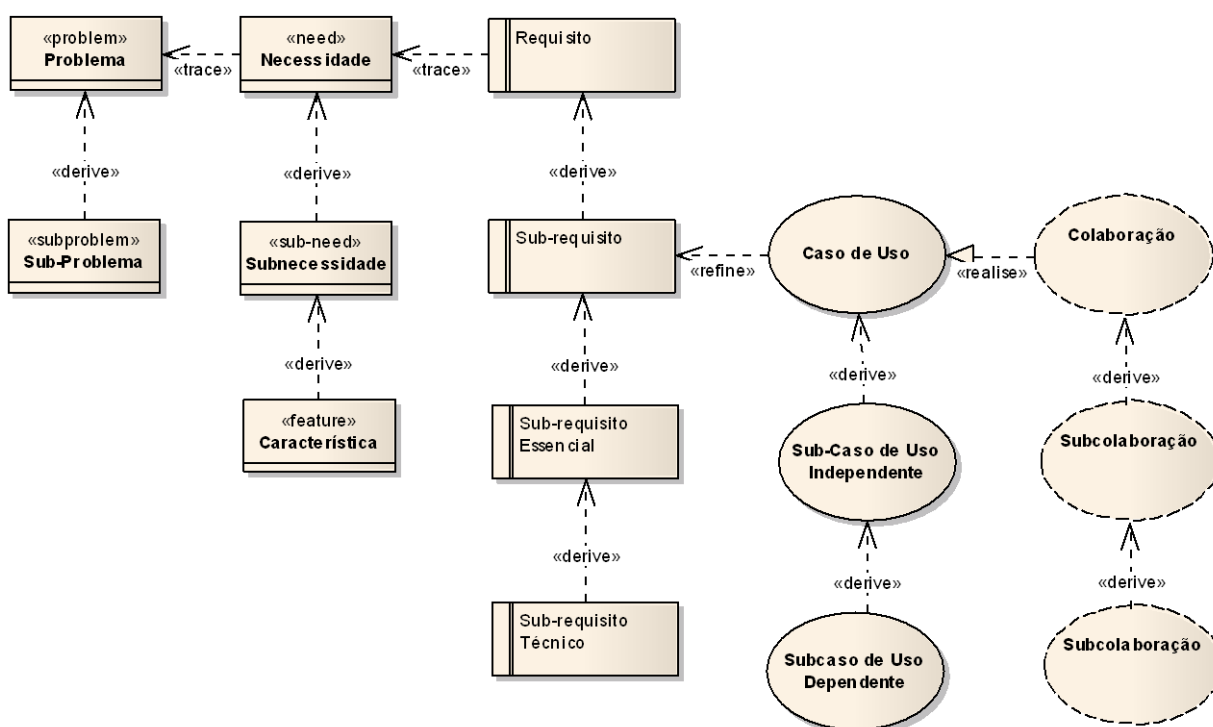 «problem»
Problema
«trace»
«need»
Necessidade
«trace»
Requisito
«derive»
«derive»
«derive»
«subproblem»
Sub-Problema
«sub-need»
Subnecessidade
Sub-requisito
«refine»
Caso de Uso
«realise»
Colaboração
«derive»
«derive»
«derive»
«derive»
«feature»
Característica
Sub-requisito
Essencial
Sub-Caso de Uso
Independente
Subcolaboração
«derive»
«derive»
«derive»
Sub-requisito
Técnico
Subcaso de Uso
Dependente
Subcolaboração